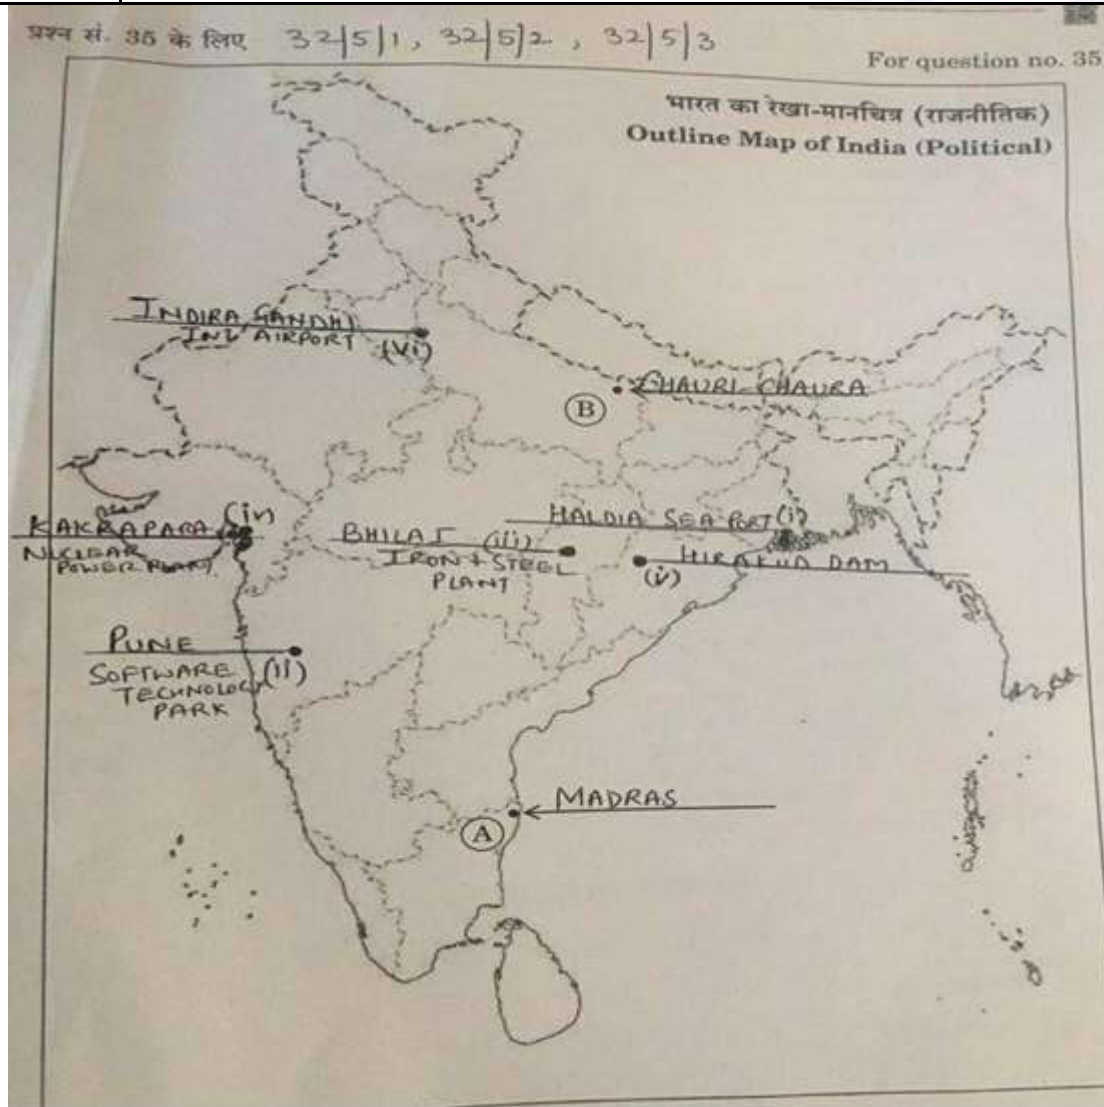 प्रश्न सं. 35 के लिए 32/5/1, 32/5/2, 32/5/3
For question no. 35
भारत का रेखा-मानचित्र (राजनीतिक)
Outline Map of India (Political)
INDIRA GANDHI
INL AIRPORT (vi)
CHAURI-CHAURA
B
KAKRAPARA (iv)
NUCLEAR
POWER PLANT
HALDIA SEA PORT (i)
BHILAI (iii)
IRON + STEEL
PLANT
HIRAKUD DAM
(v)
PUNE
SOFTWARE (ii)
TECHNOLOGY
PARK
MADRAS
A